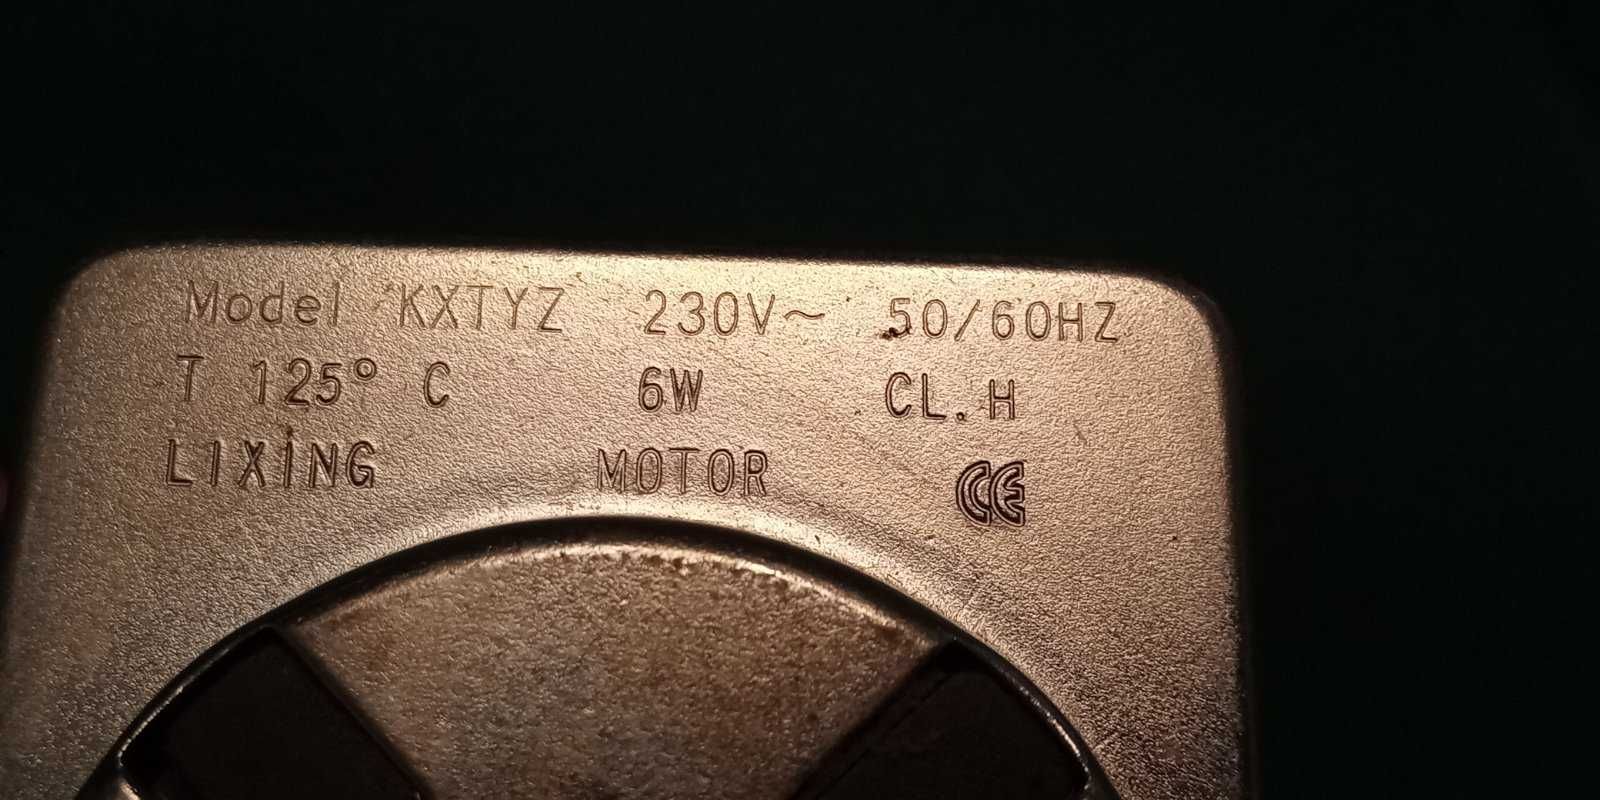 Model KXTYZ 230V~ 50/60HZ
T 125° C 6W CL.H
LIXING MOTOR CE